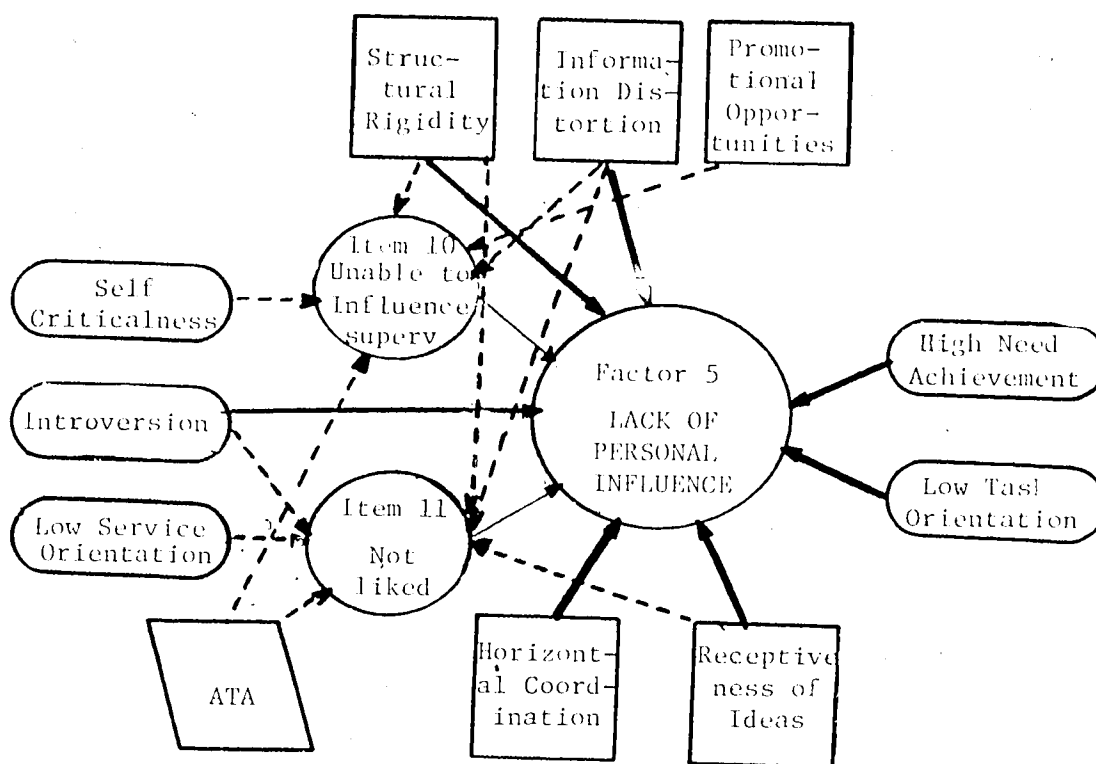 Struc-
tural
Rigidity
Informa-
tion Dis-
tortion
Promo-
tional
Oppor-
tunities
Item 10
Unable to
Influence
superv
Self
Criticalness
Introversion
Low Service
Orientation
Item 11
Not
liked
ATA
Factor 5
LACK OF
PERSONAL
INFLUENCE
High Need
Achievement
Low Task
Orientation
Horizont-
al Coord-
ination
Receptive
ness of
Ideas